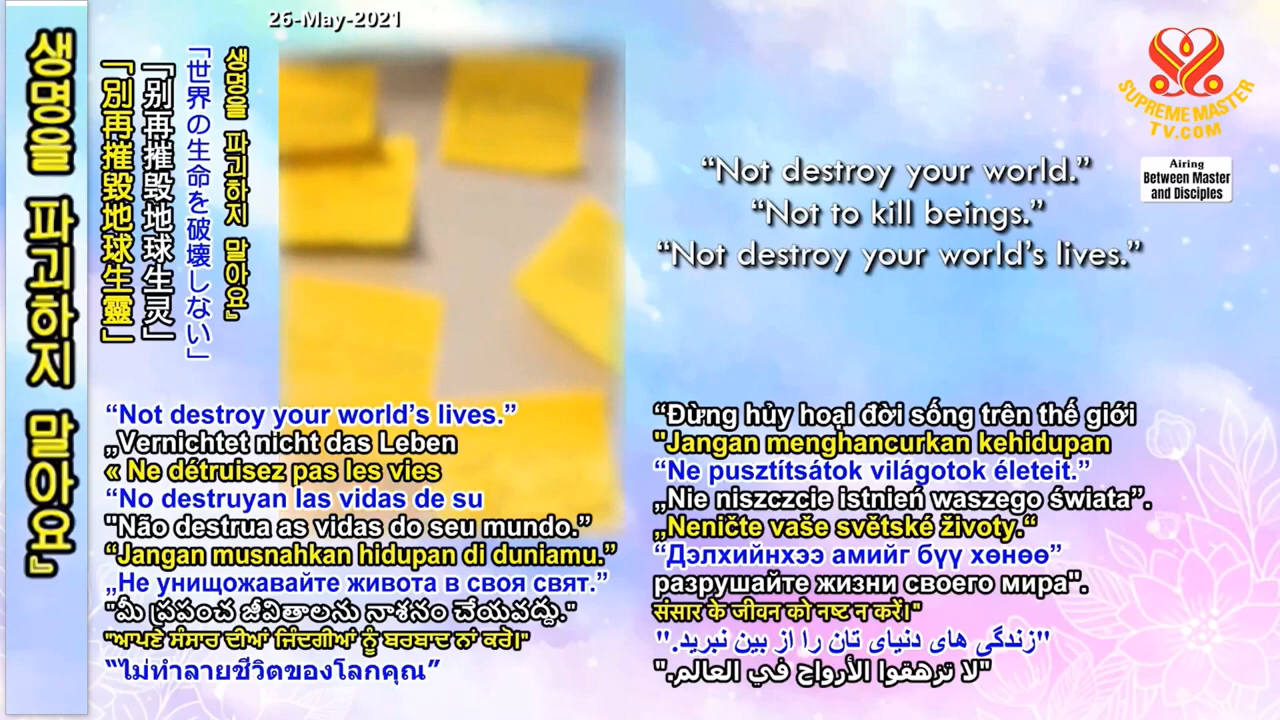 26-May-2021
생명을 파괴하지 말아요』
「別再摧毀地球生靈」
「别再摧毁地球生灵」
「世界の生命を破壊しない」
생명을 파괴하지 말아요』
SUPREME MASTER
TV.COM
Airing
Between Master
and Disciples
“Not destroy your world.”
“Not to kill beings.”
“Not destroy your world’s lives.”
“Not destroy your world’s lives.”
„Vernichtet nicht das Leben
« Ne détruisez pas les vies
“No destruyan las vidas de su
"Não destrua as vidas do seu mundo.”
“Jangan musnahkan hidupan di duniamu.”
„Не унищожавайте живота в своя свят.”
"మీ ప్రపంచ జీవితాలను నాశనం చేయవద్దు."
"ਆਪਣੇ ਸੰਸਾਰ ਦੀਆਂ ਜਿੰਦਗੀਆਂ ਨੂੰ ਬਰਬਾਦ ਨਾਂ ਕਰੋ।"
“ไม่ทำลายชีวิตของโลกคุณ”
“Đừng hủy hoại đời sống trên thế giới
"Jangan menghancurkan kehidupan
“Ne pusztítsátok világotok életeit.”
„Nie niszczcie istnień waszego świata”.
„Neničte vaše světské životy.“
“Дэлхийнхээ амийг бүү хөнөө”
разрушайте жизни своего мира".
संसार के जीवन को नष्ट न करें।"
"زندگی های دنیای تان را از بین نبرید."
"لا تزهقوا الأرواح في العالم."